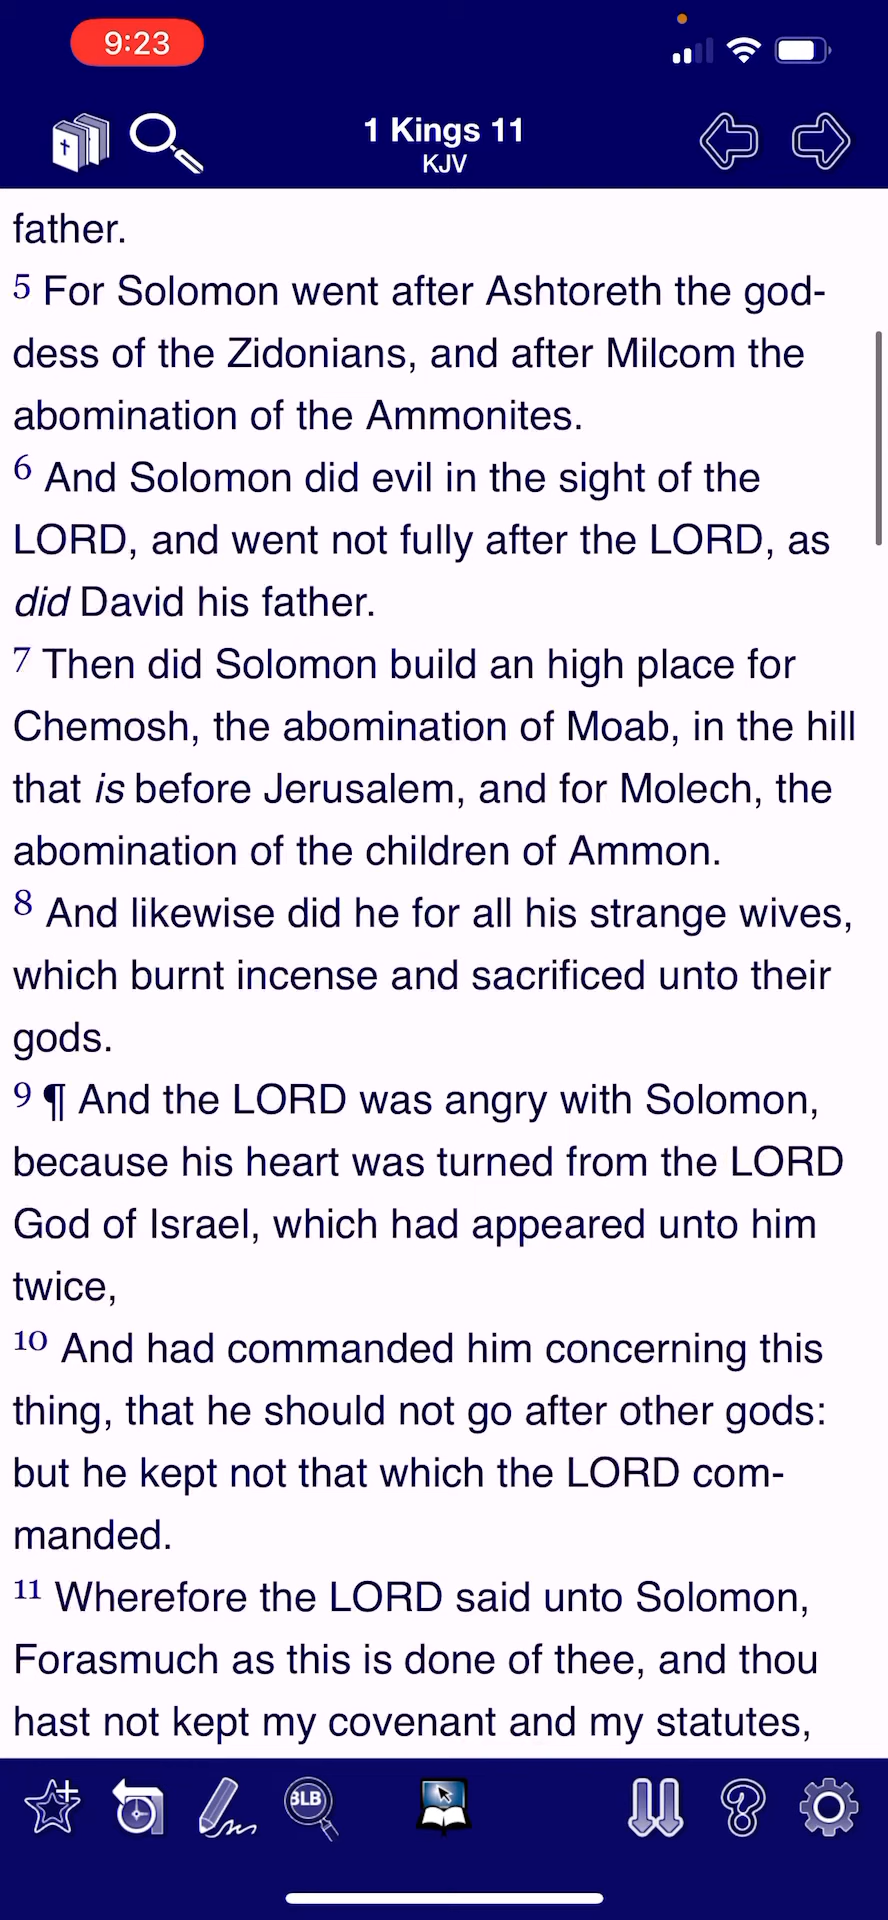 9:23
1 Kings 11
KJV
father.
5 For Solomon went after Ashtoreth the god-
dess of the Zidonians, and after Milcom the
abomination of the Ammonites.
6 And Solomon did evil in the sight of the
LORD, and went not fully after the LORD, as
did David his father.
7 Then did Solomon build an high place for
Chemosh, the abomination of Moab, in the hill
that is before Jerusalem, and for Molech, the
abomination of the children of Ammon.
8 And likewise did he for all his strange wives,
which burnt incense and sacrificed unto their
gods.
9 ¶ And the LORD was angry with Solomon,
because his heart was turned from the LORD
God of Israel, which had appeared unto him
twice,
10 And had commanded him concerning this
thing, that he should not go after other gods:
but he kept not that which the LORD com-
manded.
11 Wherefore the LORD said unto Solomon,
Forasmuch as this is done of thee, and thou
hast not kept my covenant and my statutes,
BLB